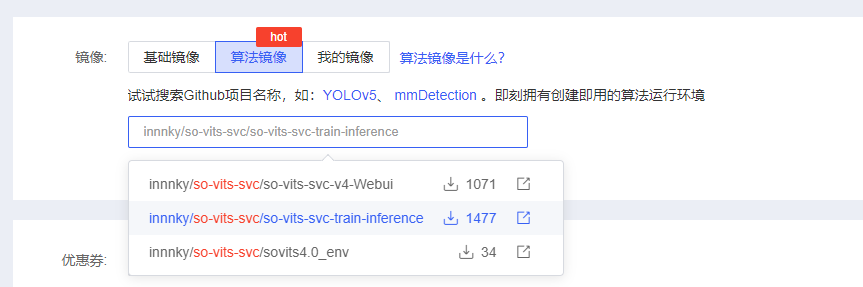 hot
镜像: 基础镜像 算法镜像 我的镜像 算法镜像是什么?
试试搜索Github项目名称，如：YOLOv5、 mmDetection 。即刻拥有创建即用的算法运行环境
innnky/so-vits-svc/so-vits-svc-train-inference
innnky/so-vits-svc/so-vits-svc-v4-Webui 1071
innnky/so-vits-svc/so-vits-svc-train-inference 1477
innnky/so-vits-svc/sovits4.0_env 34
优惠券: